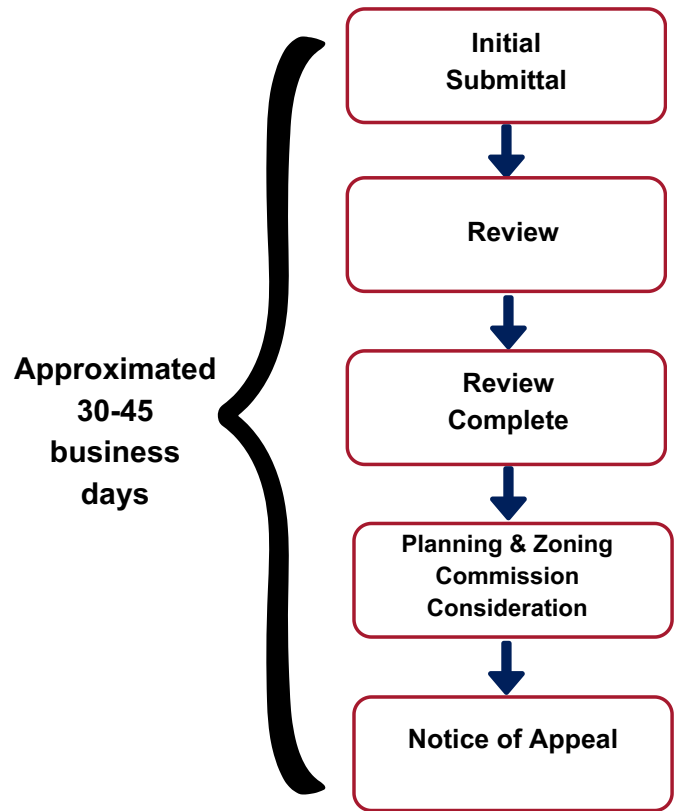 Initial
Submittal
Review
Approximated
30-45
business
days
Review
Complete
Planning & Zoning
Commission
Consideration
Notice of Appeal